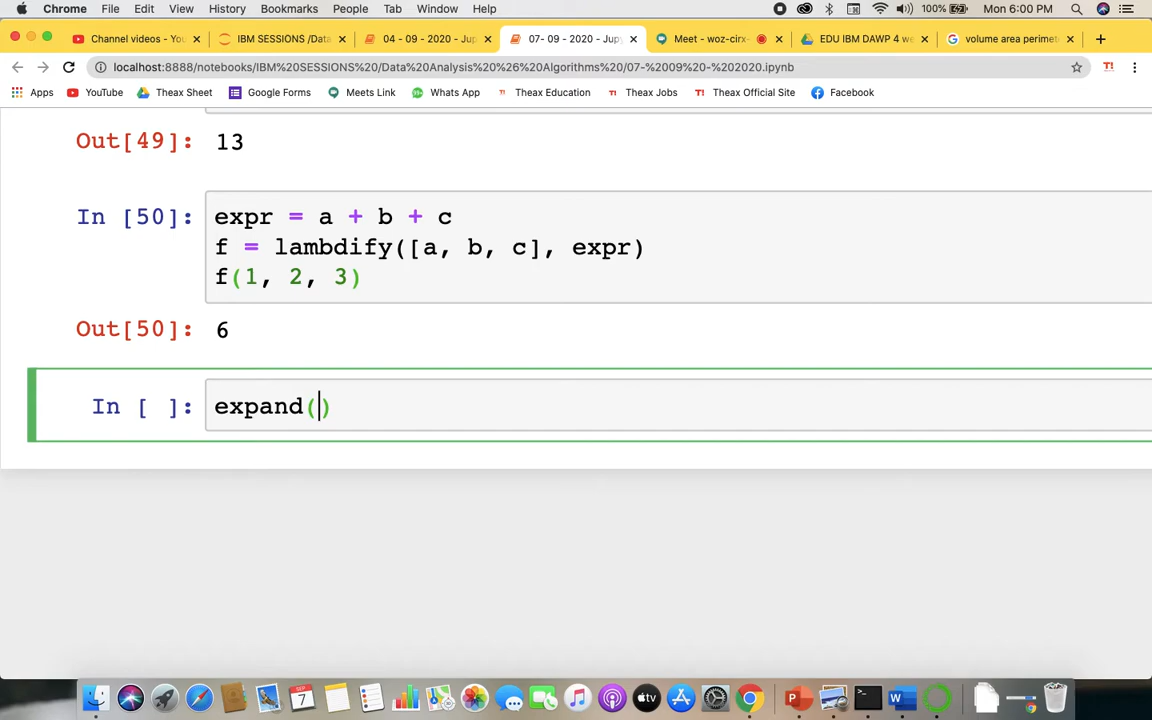 Chrome File Edit View History Bookmarks People Tab Window Help 100% Mon 6:00 PM
Channel videos - You IBM SESSIONS /Data 04 - 09 - 2020 - Jup 07- 09 - 2020 - Jupy Meet - woz-cirx- EDU IBM DAWP 4 we volume area perimet
localhost:8888/notebooks/IBM%20SESSIONS%20/Data%20Analysis%20%26%20Algorithms%20/07-%2009%20-%202020.ipynb
Apps YouTube Theax Sheet Google Forms Meets Link Whats App Theax Education Theax Jobs Theax Official Site Facebook
Out[49]: 13
In [50]: expr = a + b + c
f = lambdify([a, b, c], expr)
f(1, 2, 3)
Out[50]: 6
In [ ]: expand()